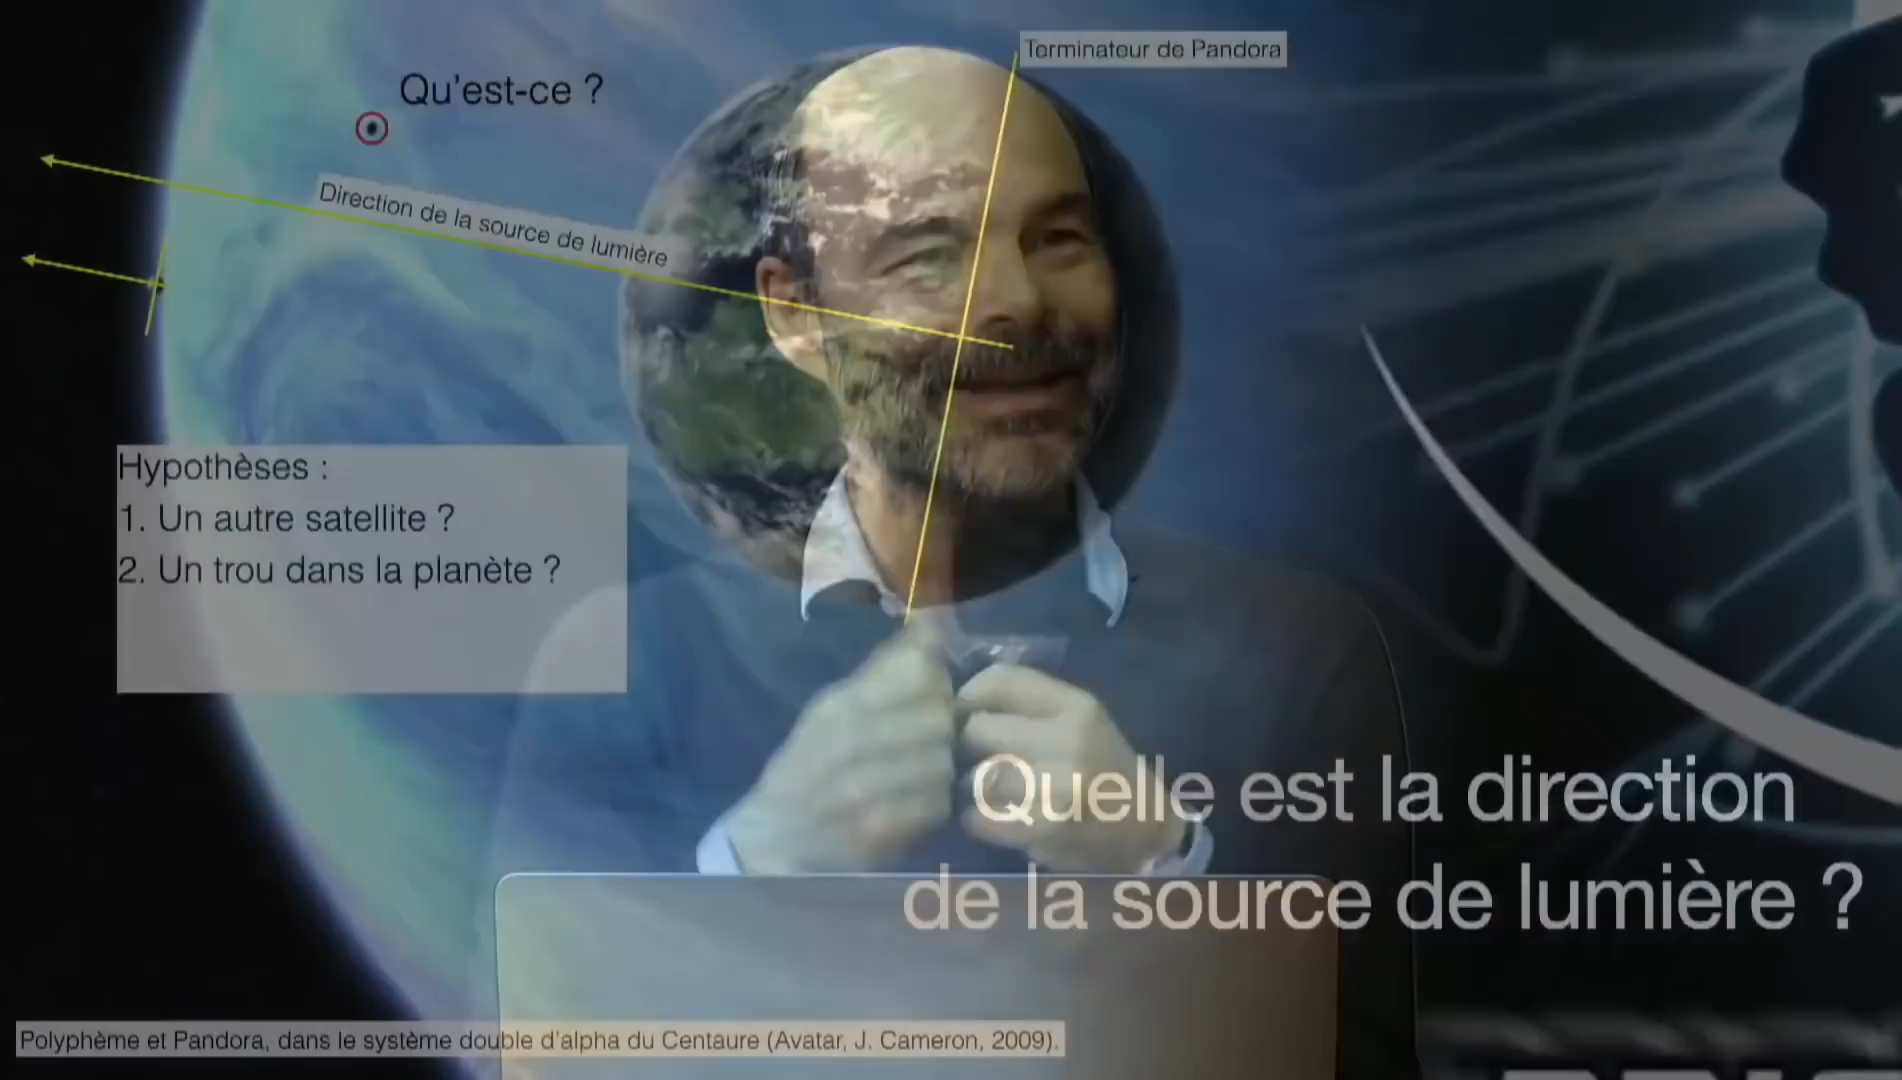 Terminateur de Pandora
Qu'est-ce ?
Direction de la source de lumière
Hypothèses :
1. Un autre satellite ?
2. Un trou dans la planète ?
Quelle est la direction
de la source de lumière ?
Polyphème et Pandora, dans le système double d'alpha du Centaure (Avatar, J. Cameron, 2009).